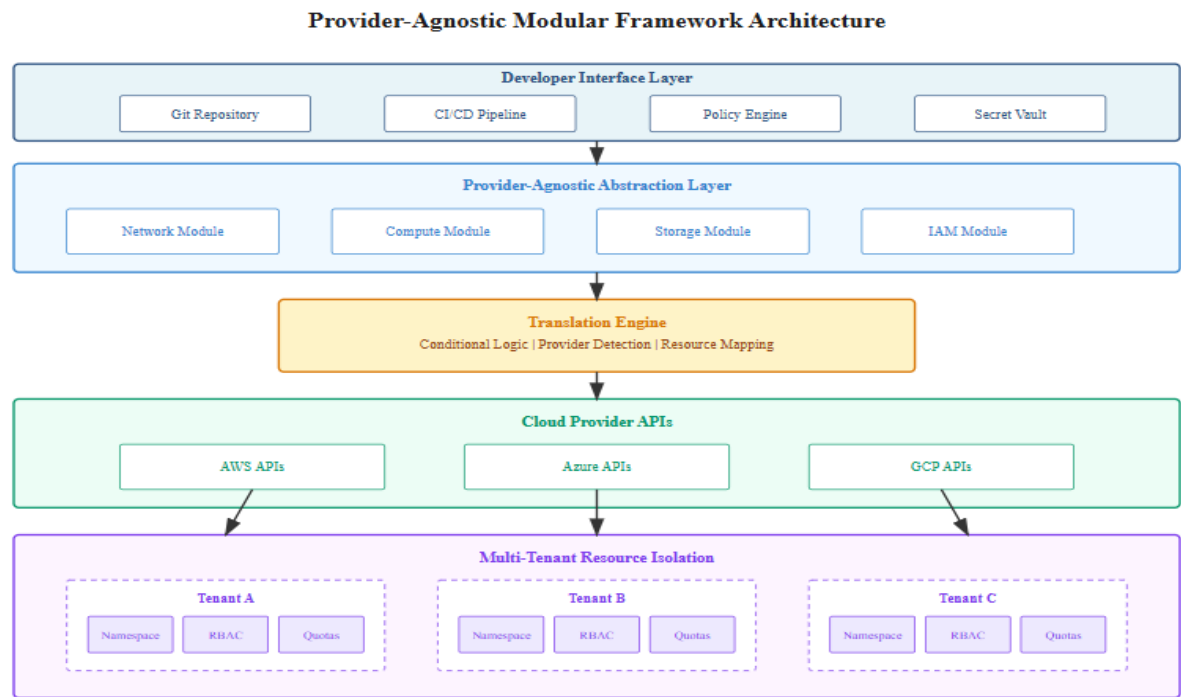 Provider-Agnostic Modular Framework Architecture
Developer Interface Layer
Git Repository
CI/CD Pipeline
Policy Engine
Secret Vault
Provider-Agnostic Abstraction Layer
Network Module
Compute Module
Storage Module
IAM Module
Translation Engine
Conditional Logic | Provider Detection | Resource Mapping
Cloud Provider APIs
AWS APIs
Azure APIs
GCP APIs
Multi-Tenant Resource Isolation
Tenant A
Namespace
RBAC
Quotas
Tenant B
Namespace
RBAC
Quotas
Tenant C
Namespace
RBAC
Quotas